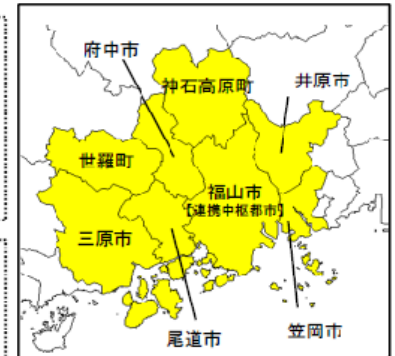 府中市
神石高原町
井原市
世羅町
福山市
【連携中枢都市】
三原市
尾道市
笠岡市